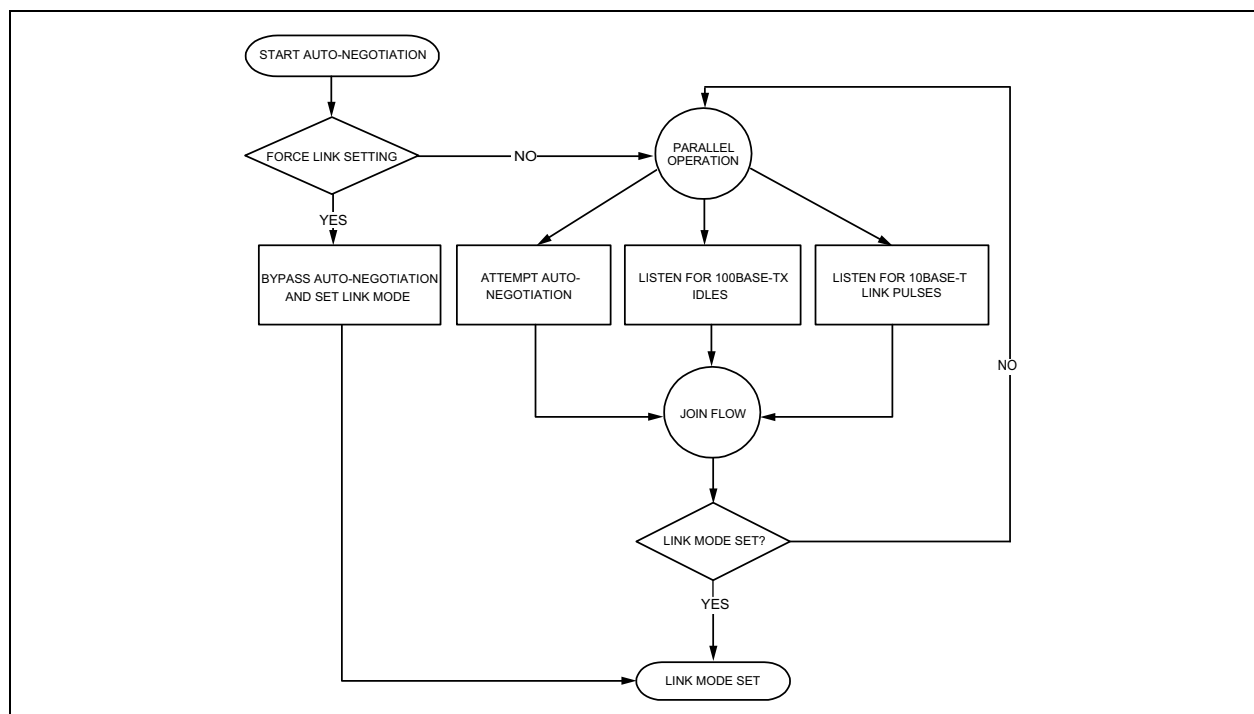 START AUTO-NEGOTIATION
FORCE LINK SETTING
NO
PARALLEL
OPERATION
YES
BYPASS AUTO-NEGOTIATION
AND SET LINK MODE
ATTEMPT AUTO-
NEGOTIATION
LISTEN FOR 100BASE-TX
IDLES
LISTEN FOR 10BASE-T
LINK PULSES
NO
JOIN FLOW
LINK MODE SET?
YES
LINK MODE SET